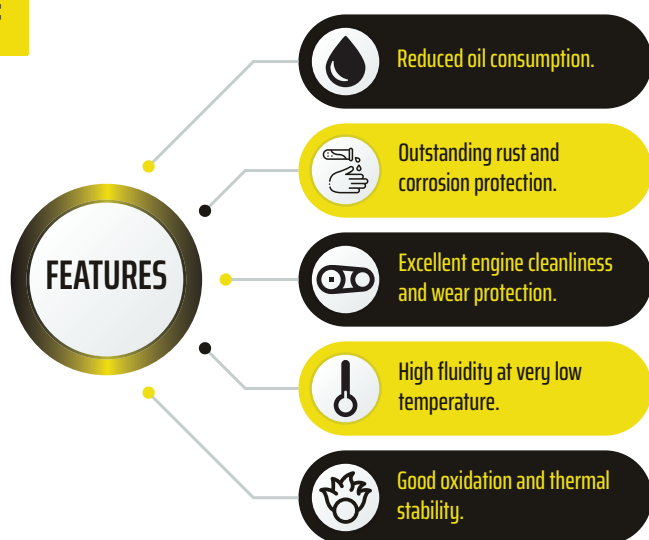 FEATURES
Reduced oil consumption.
Outstanding rust and
corrosion protection.
Excellent engine cleanliness
and wear protection.
High fluidity at very low
temperature.
Good oxidation and thermal
stability.